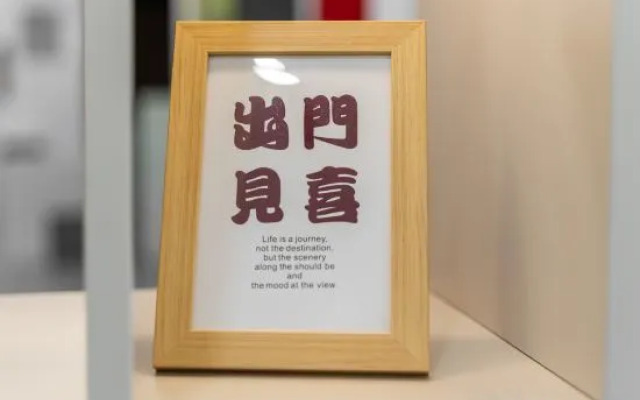 出門
見喜
Life is a journey,
not the destination,
but the scenery
along the should be
and
the mood at the view.